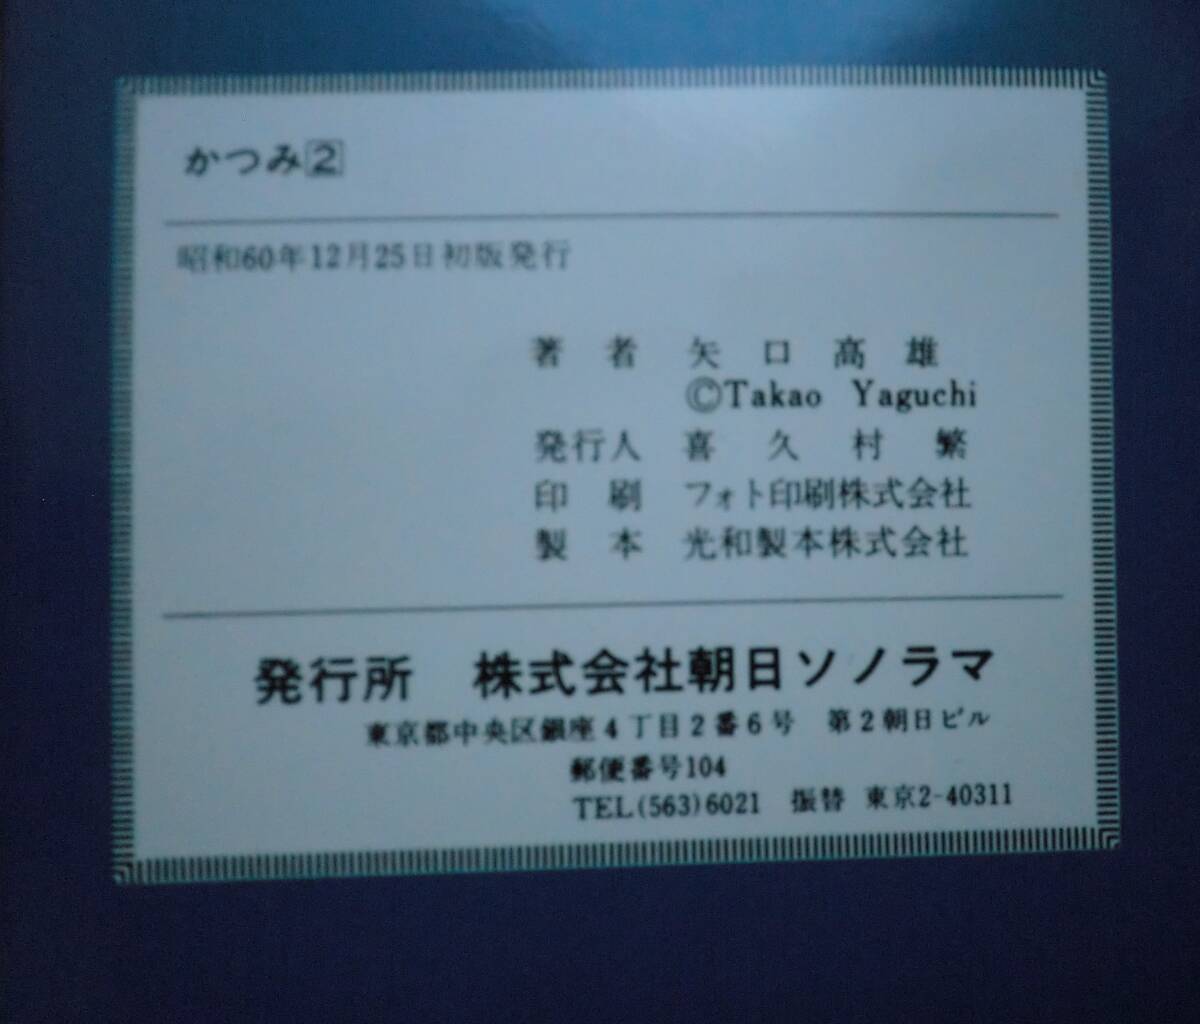 かつみ2
昭和60年12月25日初版発行
著者 矢口高雄
©Takao Yaguchi
発行人 喜久村繁
印刷 フォト印刷株式会社
製本 光和製本株式会社
発行所 株式会社朝日ソノラマ
東京都中央区銀座4丁目2番6号 第2朝日ビル
郵便番号104
TEL(563)6021 振替 東京2-40311